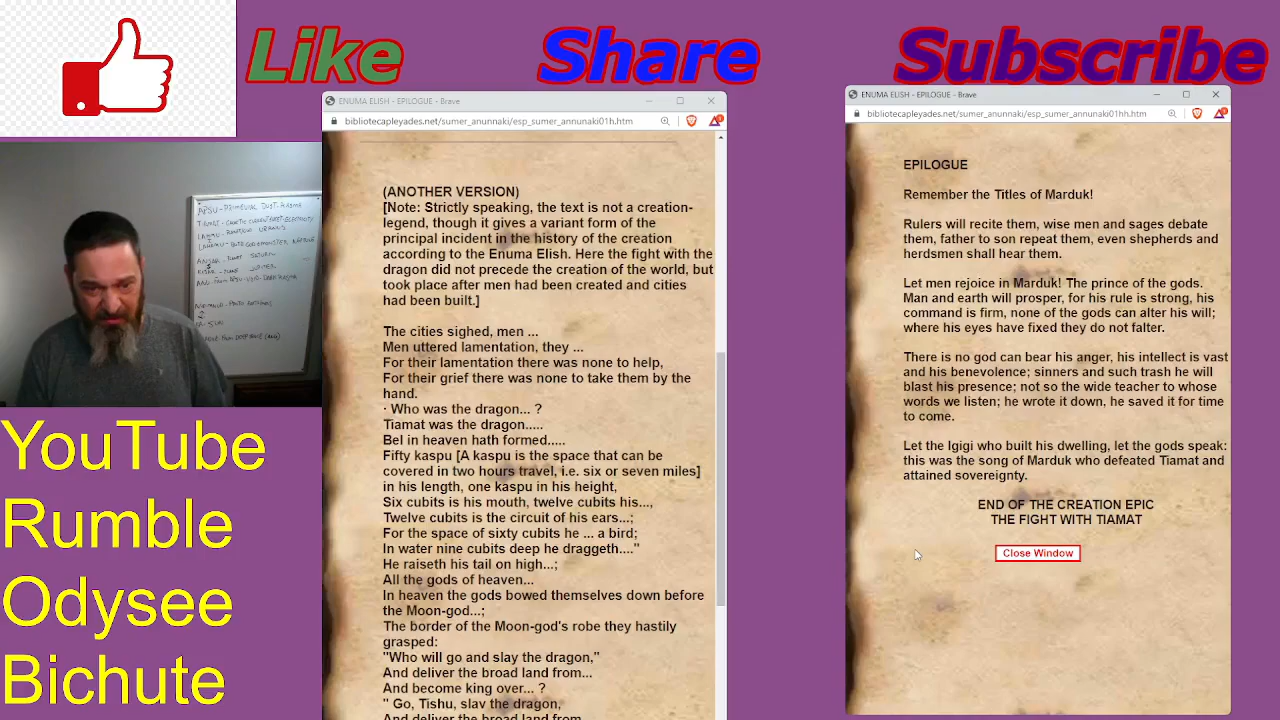 Like
Share
Subscribe
ENUMA ELISH - EPILOGUE - Brave
bibliotecapleyades.net/sumer_anunnaki/esp_sumer_annunaki01h.htm
(ANOTHER VERSION)
[Note: Strictly speaking, the text is not a creation-
legend, though it gives a variant form of the
principal incident in the history of the creation
according to the Enuma Elish. Here the fight with the
dragon did not precede the creation of the world, but
took place after men had been created and cities
had been built.]
The cities sighed, men ...
Men uttered lamentation, they ...
For their lamentation there was none to help,
For their grief there was none to take them by the
hand.
· Who was the dragon... ?
Tiamat was the dragon.....
Bel in heaven hath formed.....
Fifty kaspu [A kaspu is the space that can be
covered in two hours travel, i.e. six or seven miles]
in his length, one kaspu in his height,
Six cubits is his mouth, twelve cubits his...,
Twelve cubits is the circuit of his ears...;
For the space of sixty cubits he ... a bird;
In water nine cubits deep he draggeth...."
He raiseth his tail on high...;
All the gods of heaven...
In heaven the gods bowed themselves down before
the Moon-god...;
The border of the Moon-god's robe they hastily
grasped:
"Who will go and slay the dragon,"
And deliver the broad land from...
And become king over... ?
" Go, Tishu, slav the dragon,
And deliver the broad land from
ENUMA ELISH - EPILOGUE - Brave
bibliotecapleyades.net/sumer_anunnaki/esp_sumer_annunaki01hh.htm
EPILOGUE
Remember the Titles of Marduk!
Rulers will recite them, wise men and sages debate
them, father to son repeat them, even shepherds and
herdsmen shall hear them.
Let men rejoice in Marduk! The prince of the gods.
Man and earth will prosper, for his rule is strong, his
command is firm, none of the gods can alter his will;
where his eyes have fixed they do not falter.
There is no god can bear his anger, his intellect is vast
and his benevolence; sinners and such trash he will
blast his presence; not so the wide teacher to whose
words we listen; he wrote it down, he saved it for time
to come.
Let the Igigi who built his dwelling, let the gods speak:
this was the song of Marduk who defeated Tiamat and
attained sovereignty.
END OF THE CREATION EPIC
THE FIGHT WITH TIAMAT
Close Window
APSU - PRIMEVAL DUST-PLASMA
SATURN
JUPITER
YouTube
Rumble
Odysee
Bichute